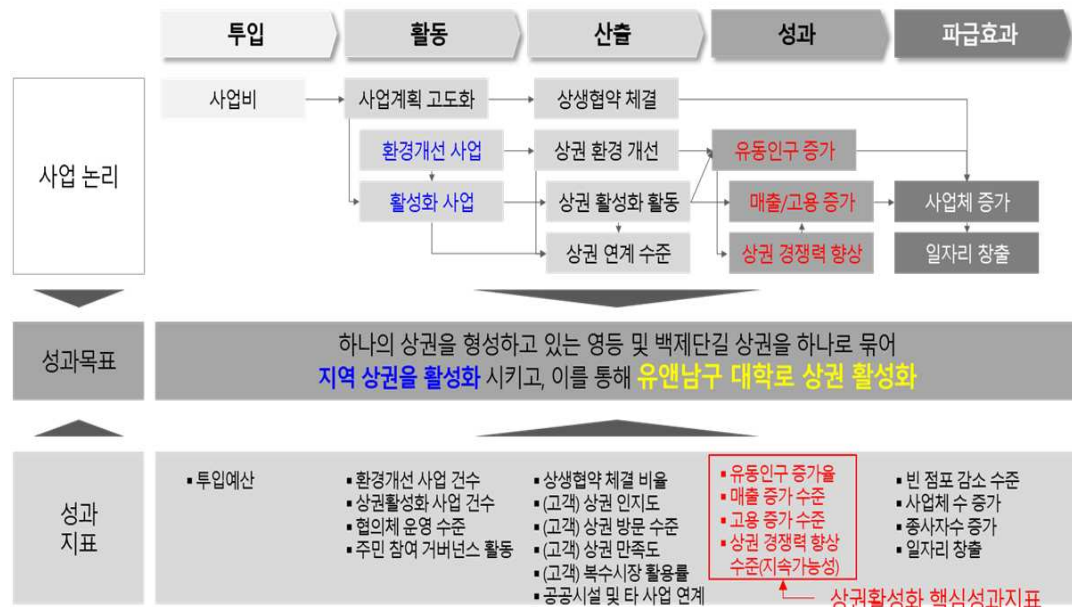 투입
활동
산출
성과
파급효과
사업 논리
사업비
사업계획 고도화
상생협약 체결
환경개선 사업
상권 환경 개선
유동인구 증가
활성화 사업
상권 활성화 활동
매출/고용 증가
사업체 증가
상권 연계 수준
상권 경쟁력 향상
일자리 창출
성과목표
하나의 상권을 형성하고 있는 영등 및 백제단길 상권을 하나로 묶어
지역 상권을 활성화 시키고, 이를 통해 유앤남구 대학로 상권 활성화
성과
지표
▪ 투입예산
▪ 환경개선 사업 건수
▪ 상권활성화 사업 건수
▪ 협의체 운영 수준
▪ 주민 참여 거버넌스 활동
▪ 상생협약 체결 비율
▪ (고객) 상권 인지도
▪ (고객) 상권 방문 수준
▪ (고객) 상권 만족도
▪ (고객) 복수시장 활용률
▪ 공공시설 및 타 사업 연계
▪ 유동인구 증가율
▪ 매출 증가 수준
▪ 고용 증가 수준
▪ 상권 경쟁력 향상
수준(지속가능성)
▪ 빈 점포 감소 수준
▪ 사업체 수 증가
▪ 종사자수 증가
▪ 일자리 창출
상권활성화 핵심성과지표